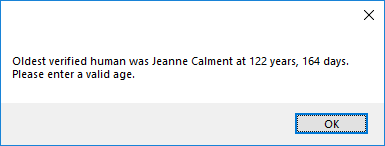 Oldest verified human was Jeanne Calment at 122 years, 164 days.
Please enter a valid age.
OK